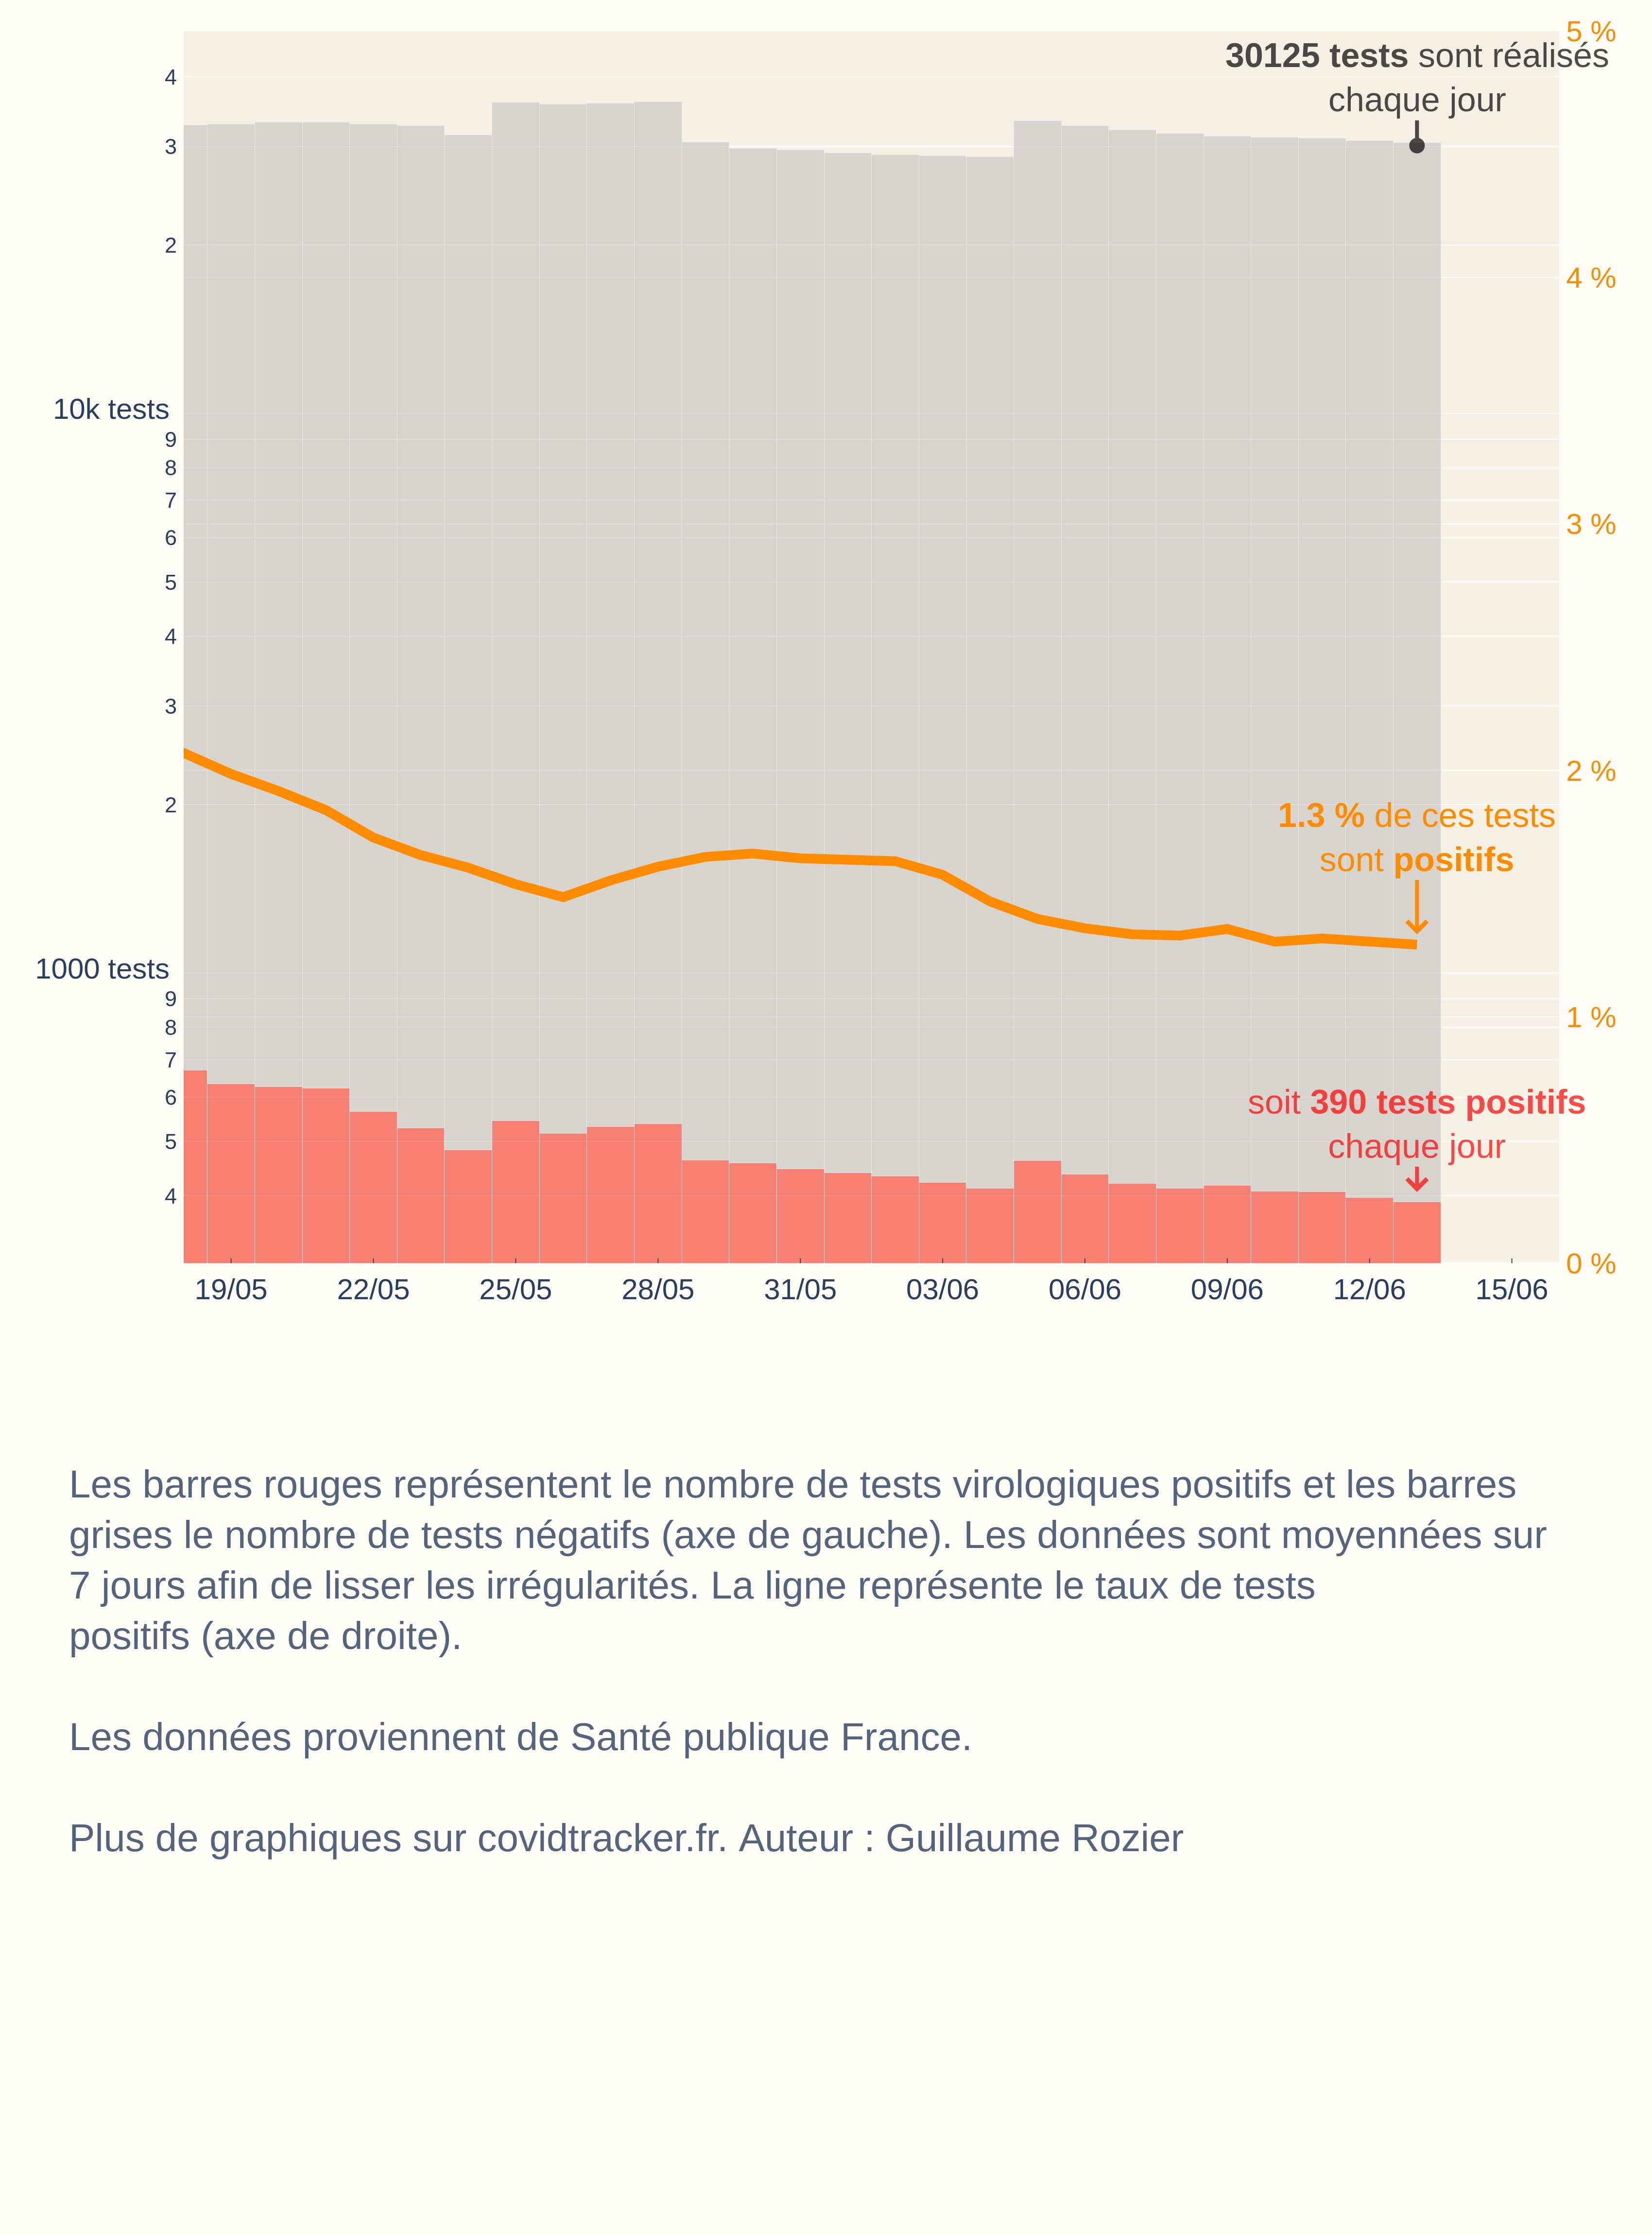 5 %
30125 tests sont réalisés
chaque jour
4
3
2
4 %
10k tests
9
8
7
3 %
6
5
4
3
2 %
2
1.3 % de ces tests
sont positifs
1000 tests
9
1 %
8
7
6
soit 390 tests positifs
5
chaque jour
4
0 %
19/05 22/05 25/05 28/05 31/05 03/06 06/06 09/06 12/06 15/06
Les barres rouges représentent le nombre de tests virologiques positifs et les barres
grises le nombre de tests négatifs (axe de gauche). Les données sont moyennées sur
7 jours afin de lisser les irrégularités. La ligne représente le taux de tests
positifs (axe de droite).
Les données proviennent de Santé publique France.
Plus de graphiques sur covidtracker.fr. Auteur : Guillaume Rozier